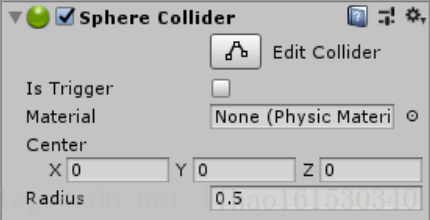 Sphere Collider
Edit Collider
Is Trigger
Material None (Physic Materi
Center
X 0 Y 0 Z 0
Radius 0.5